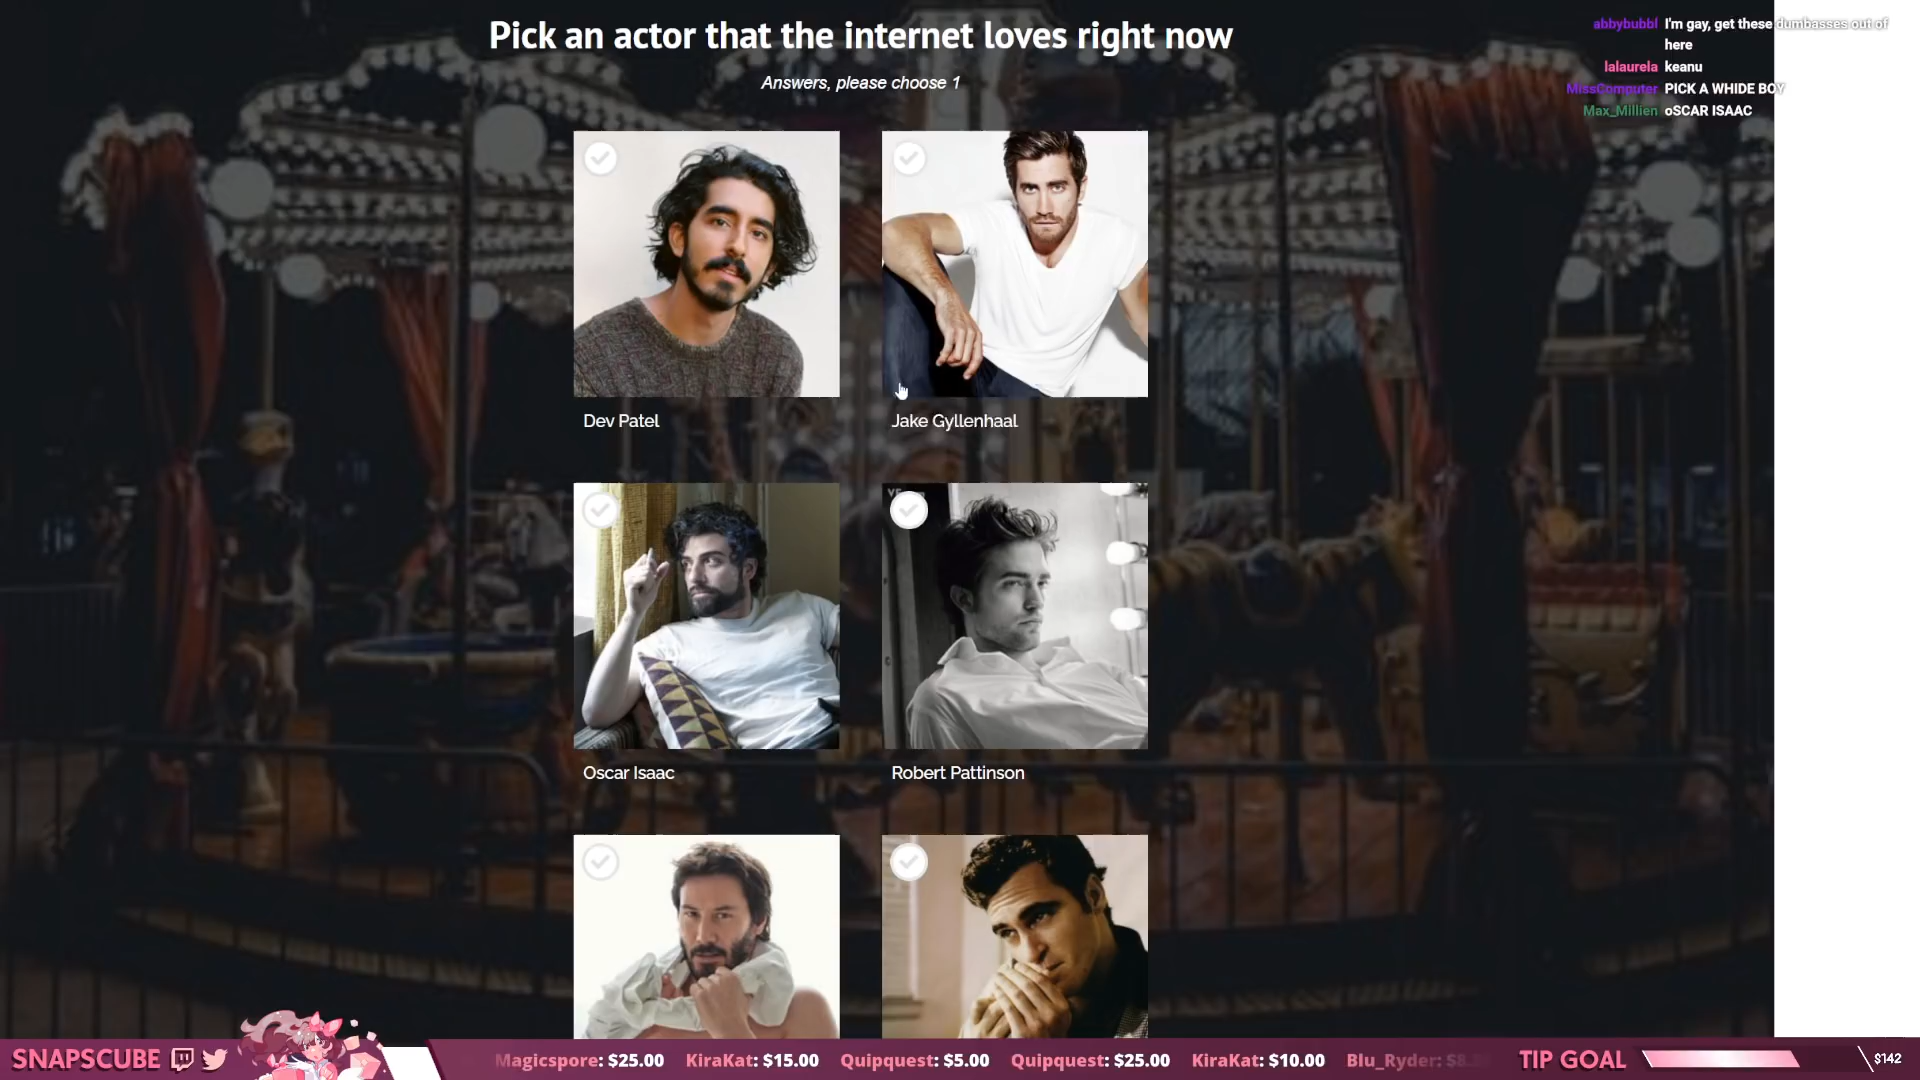 Pick an actor that the internet loves right now
Answers, please choose 1
abbybubbl I'm gay, get these dumbasses out of
here
lalaurela keanu
MissComputer PICK A WHIDE BOY
Max_Millien oSCAR ISAAC
Dev Patel
Jake Gyllenhaal
Oscar Isaac
Robert Pattinson
SNAPSCUBE
Magicspore: $25.00 KiraKat: $15.00 Quipquest: $5.00 Quipquest: $25.00 KiraKat: $10.00 Blu_Ryder:
TIP GOAL
$142